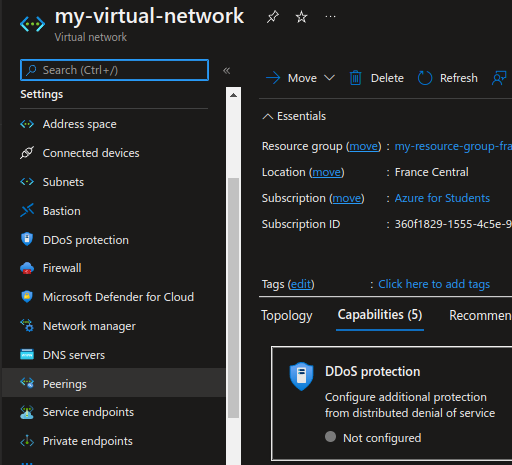 my-virtual-network
Virtual network
Search (Ctrl+/)
Settings
Address space
Connected devices
Subnets
Bastion
DDoS protection
Firewall
Microsoft Defender for Cloud
Network manager
DNS servers
Peerings
Service endpoints
Private endpoints
Move
Delete
Refresh
Essentials
Resource group (move) : my-resource-group-fra
Location (move) : France Central
Subscription (move) : Azure for Students
Subscription ID : 360f1829-1555-4c5e-9
Tags (edit) : Click here to add tags
Topology Capabilities (5) Recommen
DDoS protection
Configure additional protection
from distributed denial of service
Not configured